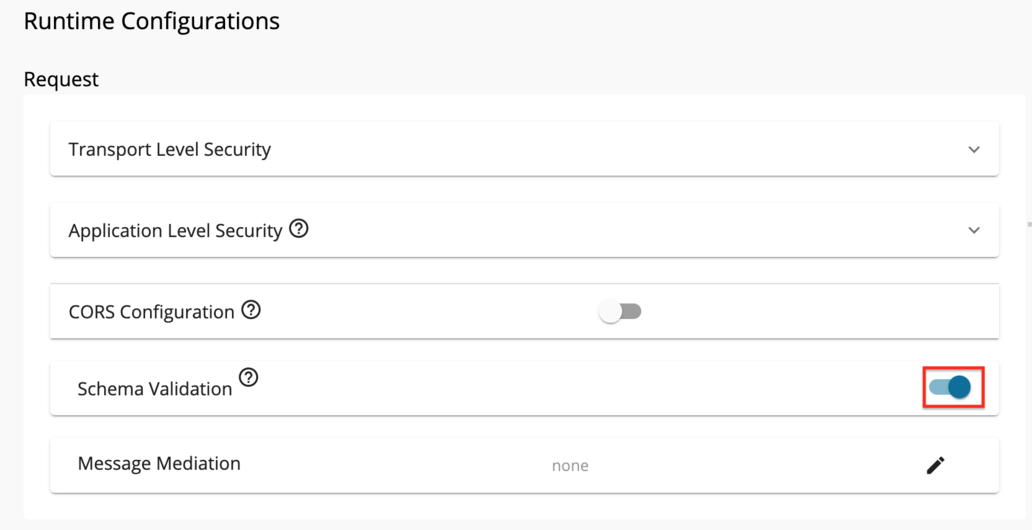 Runtime Configurations
Request
Transport Level Security
Application Level Security ?
CORS Configuration ?
Schema Validation ?
Message Mediation none